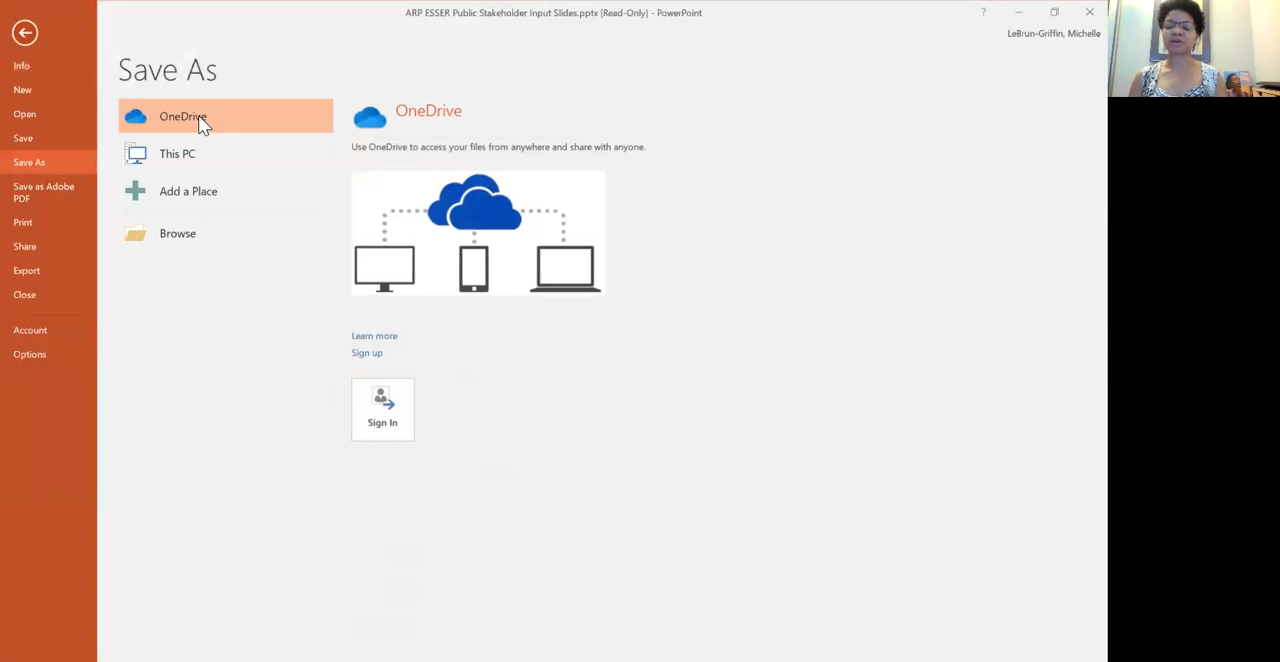 ARP ESSER Public Stakeholder Input Slides.pptx [Read-Only] - PowerPoint
?
LeBrun-Griffin, Michelle
Info
New
Open
Save
Save As
Save as Adobe
PDF
Print
Share
Export
Close
Account
Options
Save As
OneDrive
This PC
Add a Place
Browse
OneDrive
Use OneDrive to access your files from anywhere and share with anyone.
Learn more
Sign up
Sign In